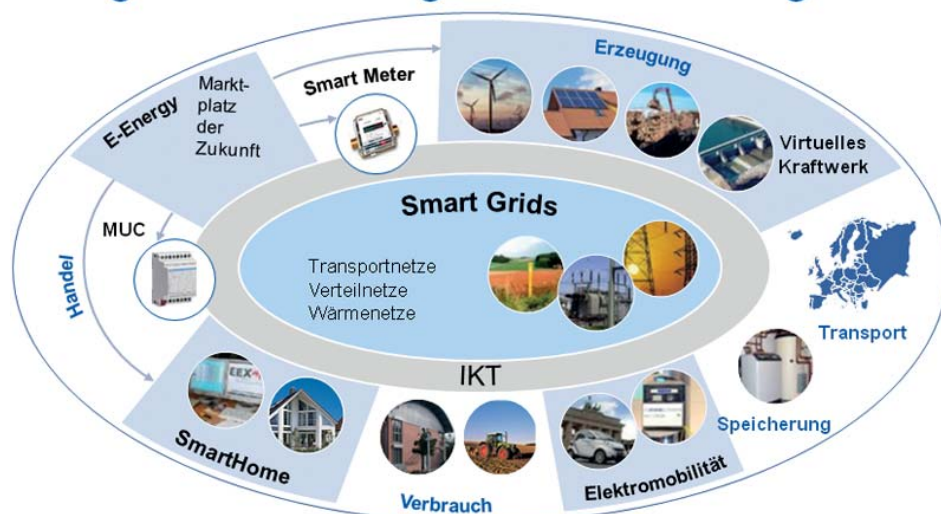 Erzeugung
Smart Meter
E-Energy
Markt-
platz
der
Zukunft
Virtuelles
Kraftwerk
Smart Grids
MUC
Handel
Transportnetze
Verteilnetze
Wärmenetze
Transport
IKT
EEX
SmartHome
Speicherung
Elektromobilität
Verbrauch